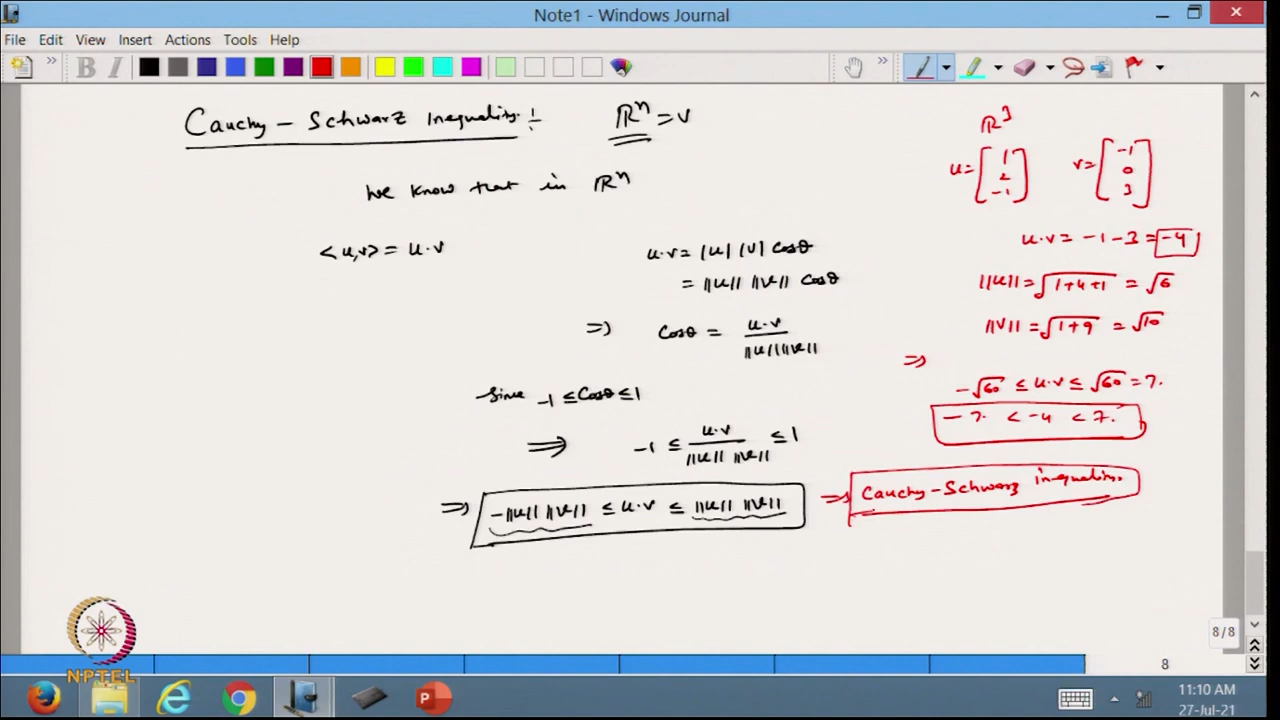 Note1 - Windows Journal
File Edit View Insert Actions Tools Help
Cauchy - Schwarz Inequality :- ℝⁿ = V
We know that in ℝⁿ
<u,v> = u·v
u·v = |u| |v| cosθ
= ||u|| ||v|| cosθ
=> cosθ = u·v / ||u|| ||v||
Since -1 ≤ cosθ ≤ 1
=> -1 ≤ u·v / ||u|| ||v|| ≤ 1
=> -||u|| ||v|| ≤ u·v ≤ ||u|| ||v||
=> Cauchy-Schwarz inequality.
ℝ³
u = [1 2 -1] v = [-1 0 3]
u·v = -1-3 = -4
||u|| = √1+4+1 = √6
||v|| = √1+9 = √10
=>
-√60 ≤ u·v ≤ √60 = 7.
-7. < -4 < 7.
NPTEL
8/8
8
11:10 AM
27-Jul-21